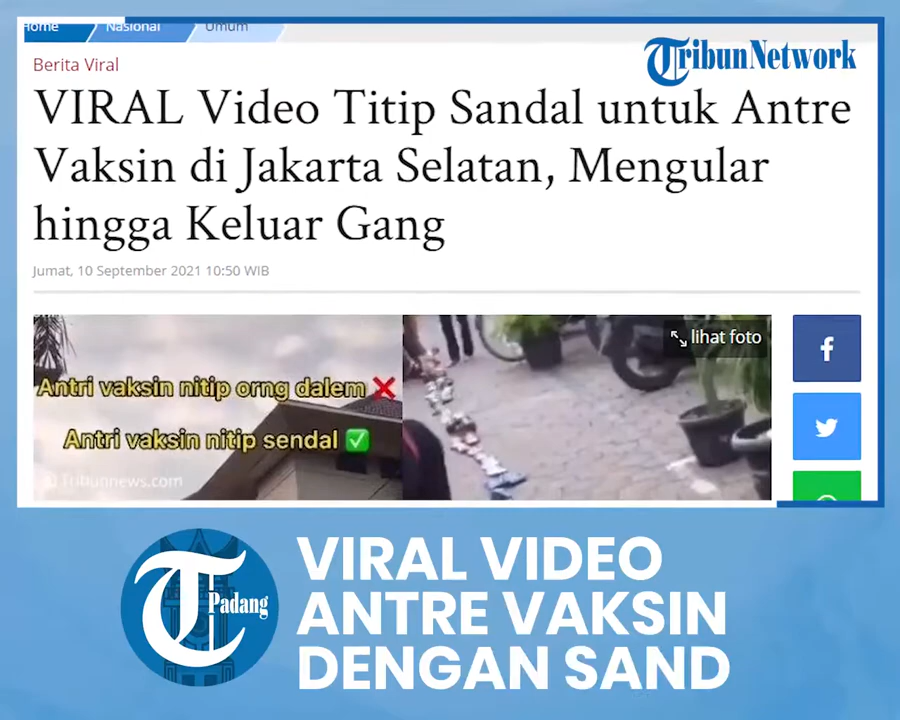 Home Nasional Umum
TribunNetwork
Berita Viral
VIRAL Video Titip Sandal untuk Antre
Vaksin di Jakarta Selatan, Mengular
hingga Keluar Gang
Jumat, 10 September 2021 10:50 WIB
lihat foto
Antri vaksin nitip orng dalem ❌
Antri vaksin nitip sendal ✅
Tribunnews.com
T Padang
VIRAL VIDEO
ANTRE VAKSIN
DENGAN SAND